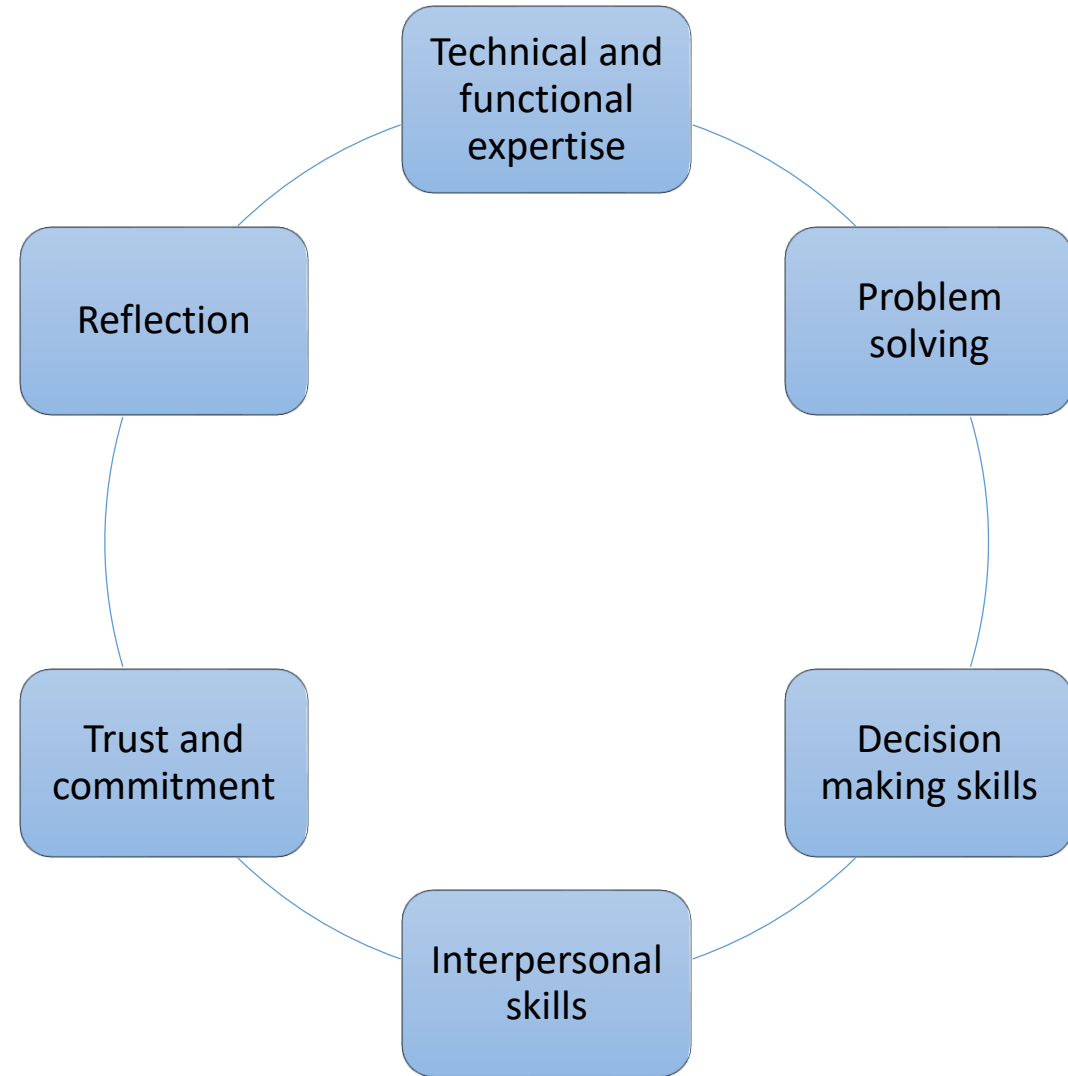 Technical and
functional
expertise
Problem
solving
Decision
making skills
Interpersonal
skills
Trust and
commitment
Reflection